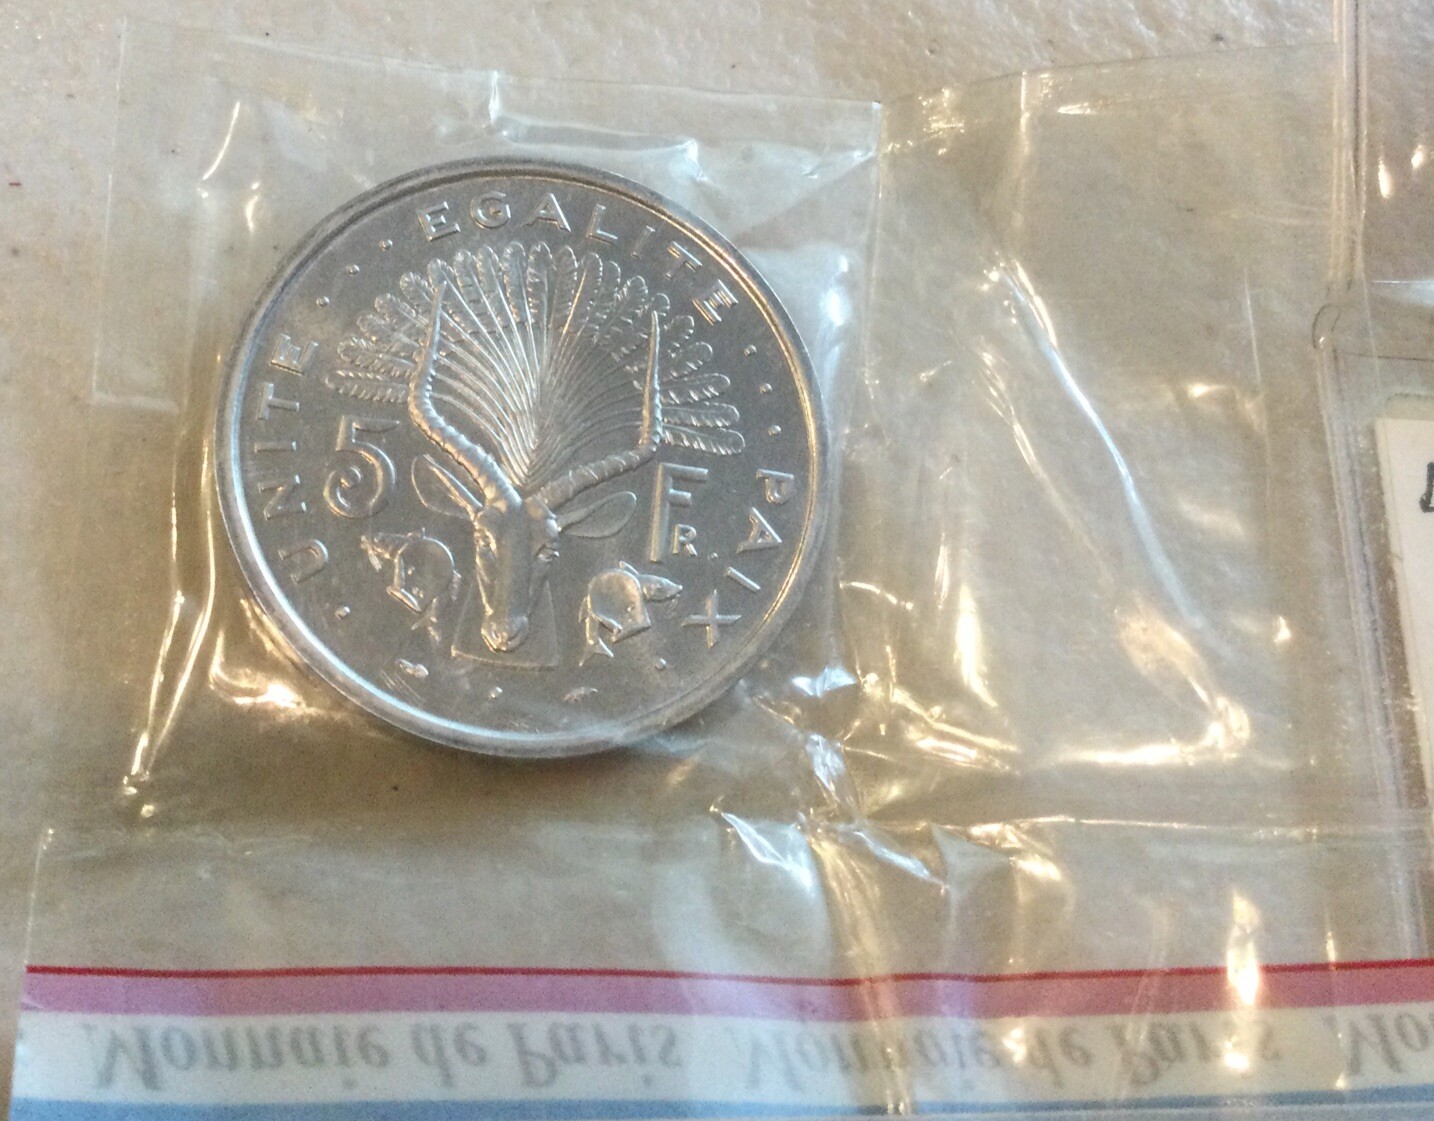 UNITE · · · EGALITE · · · PAIX
5 FR.
Monnaie de Paris Monnaie de Paris